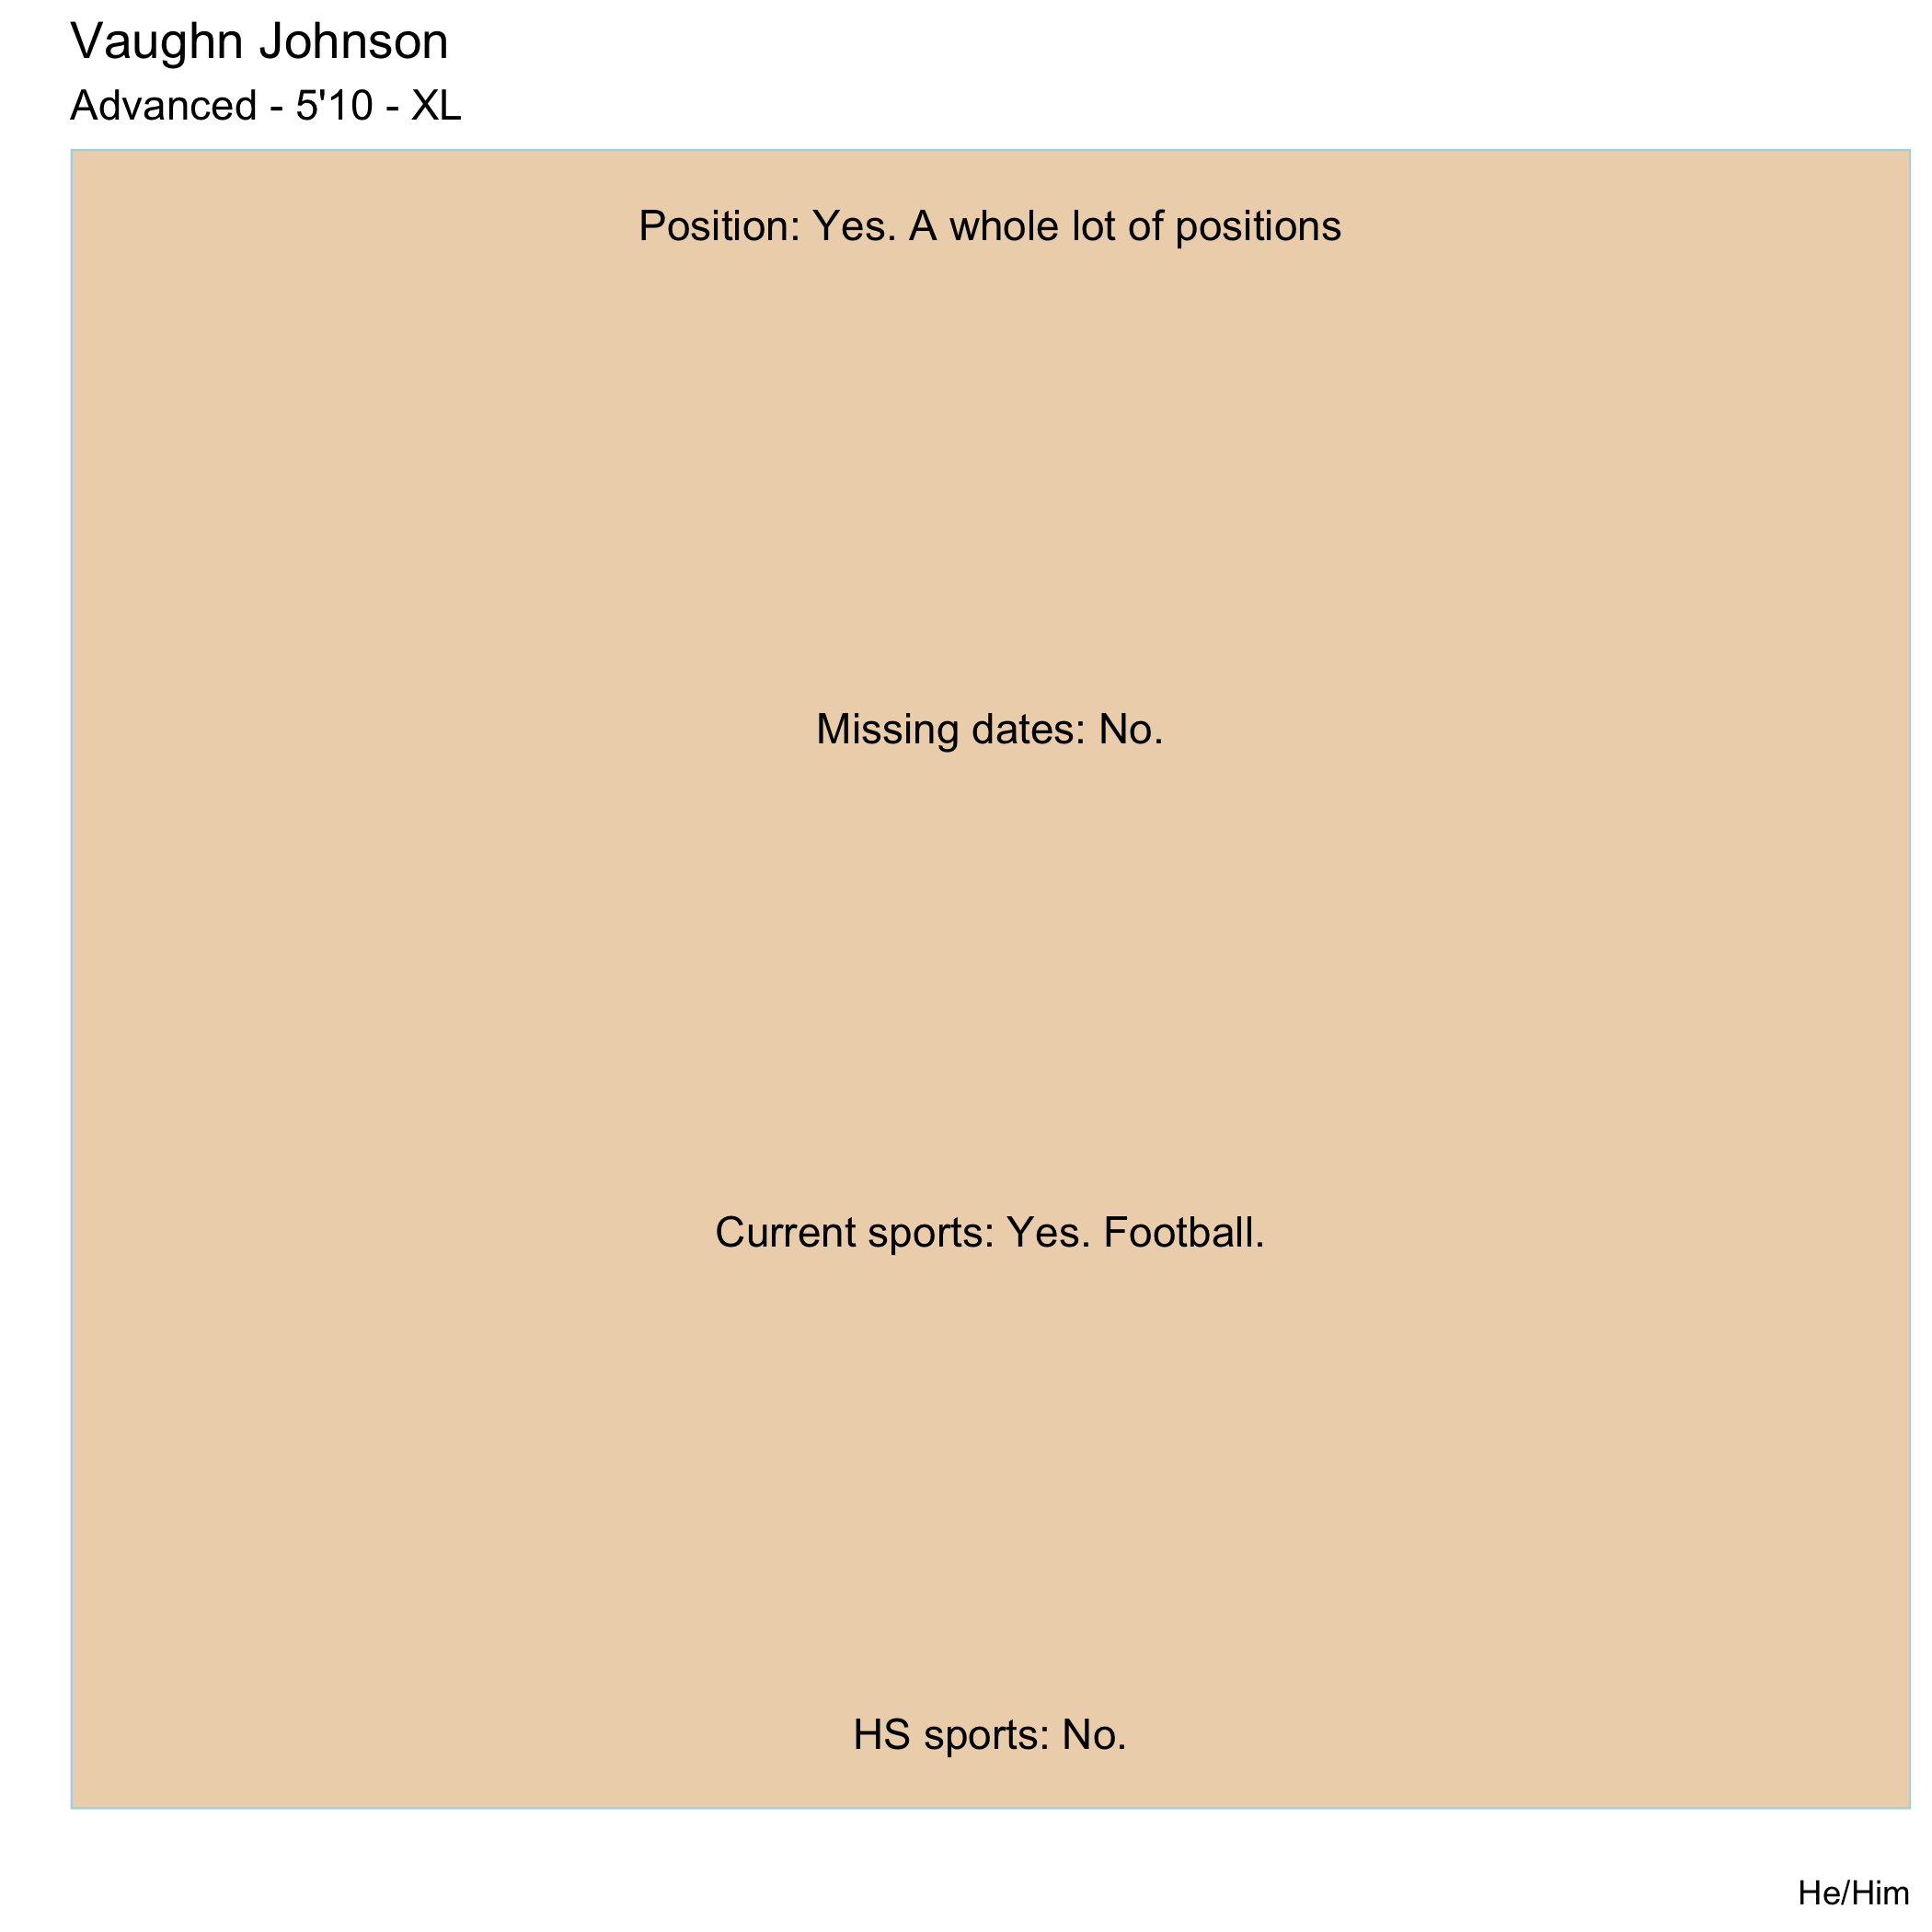 Vaughn Johnson
Advanced - 5'10 - XL
Position: Yes. A whole lot of positions
Missing dates: No.
Current sports: Yes. Football.
HS sports: No.
He/Him